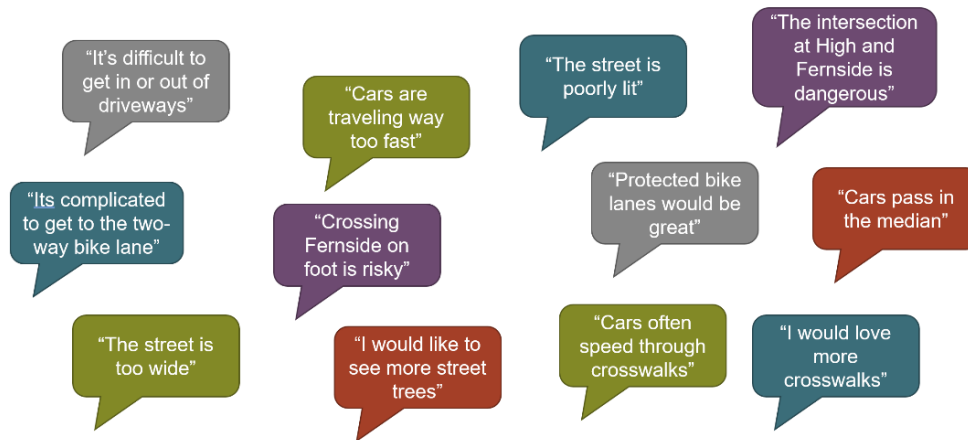 “It’s difficult to
get in or out of
driveways”
“Cars are
traveling way
too fast”
“The street is
poorly lit”
“The intersection
at High and
Fernside is
dangerous”
“Its complicated
to get to the two-
way bike lane”
“Crossing
Fernside on
foot is risky”
“Protected bike
lanes would be
great”
“Cars pass in
the median”
“The street is
too wide”
“I would like to
see more street
trees”
“Cars often
speed through
crosswalks”
“I would love
more
crosswalks”